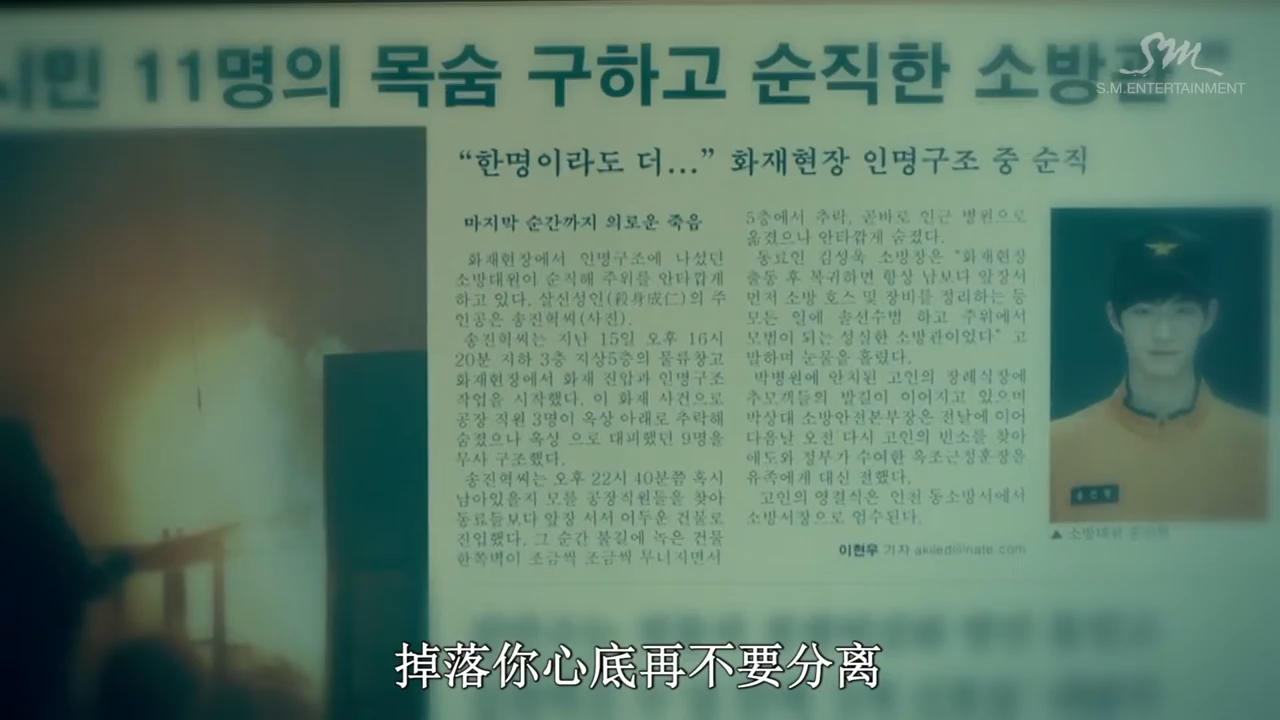 시민 11명의 목숨 구하고 순직한 소방관
SM
S.M.ENTERTAINMENT
“한명이라도 더...” 화재현장 인명구조 중 순직
마지막 순간까지 의로운 죽음
화재현장에서 인명구조에 나섰던
소방대원이 순직해 주위를 안타깝게
하고 있다. 살신성인(殺身成仁)의 주
인공은 송진혁씨(사진).
송진혁씨는 지난 15일 오후 16시
20분 지하 3층 지상5층의 물류창고
화재현장에서 화재 진압과 인명구조
작업을 시작했다. 이 화재 사건으로
공장 직원 3명이 옥상 아래로 추락해
숨졌으나 옥상 으로 대피했던 9명을
무사 구조했다.
송진혁씨는 오후 22시 40분쯤 혹시
남아있을지 모를 공장직원들을 찾아
동료들보다 앞장 서서 어두운 건물로
진입했다. 그 순간 불길에 녹은 건물
한쪽벽이 조금씩 조금씩 무너지면서
5층에서 추락, 곧바로 인근 병원으로
옮겼으나 안타깝게 숨졌다.
동료인 김성욱 소방장은 “화재현장
출동 후 복귀하면 항상 남보다 앞장서
먼저 소방 호스 및 장비를 정리하는 등
모든 일에 솔선수범 하고 주위에서
모범이 되는 성실한 소방관이었다” 고
말하며 눈물을 흘렸다.
박병원에 안치된 고인의 장례식장에
추모객들의 발길이 이어지고 있으며
박상대 소방안전본부장은 전날에 이어
다음날 오전 다시 고인의 빈소를 찾아
애도와 정부가 수여한 옥조근정훈장을
유족에게 대신 전했다.
고인의 영결식은 인천 동소방서에서
소방서장으로 엄수된다.
이현우 기자 akiledi@nate.com
▲ 소방대원
掉落你心底再不要分离